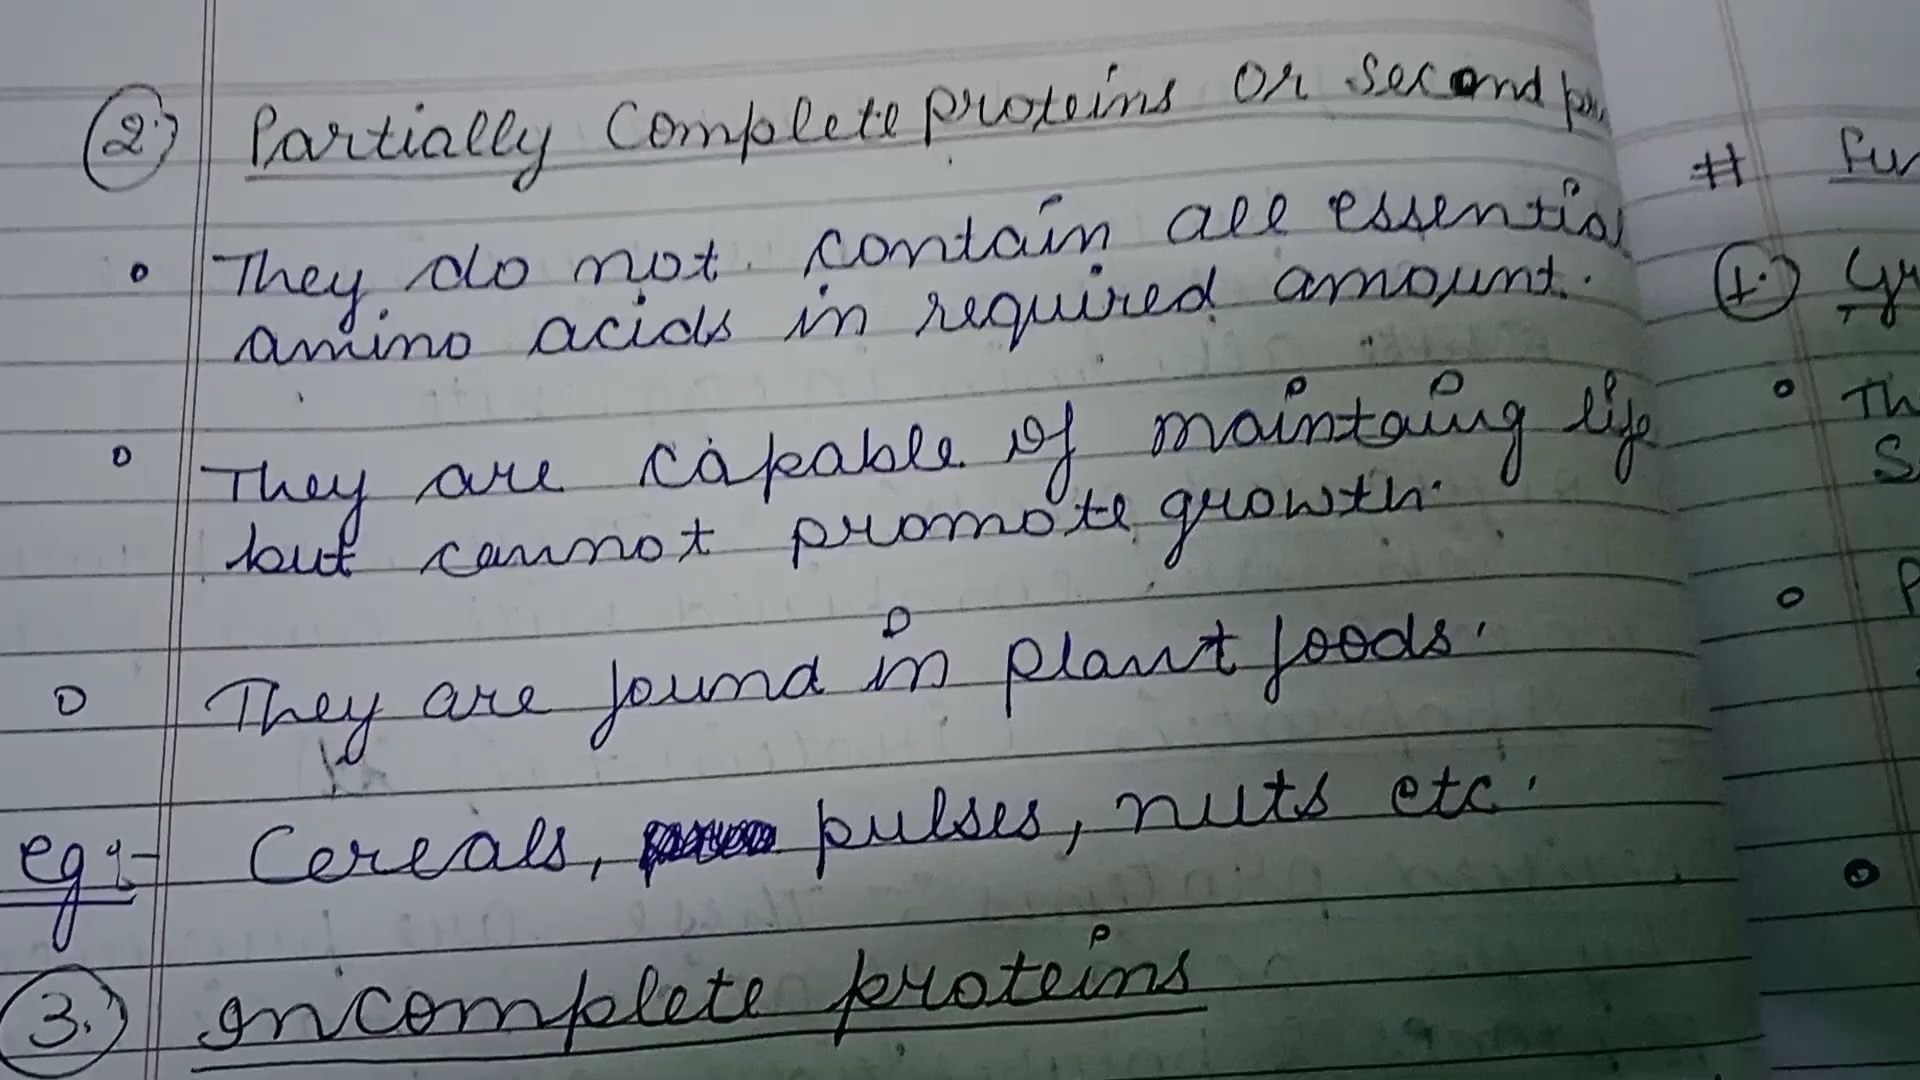 2.) Partially Complete proteins or second
• They do not contain all essential
amino acids in required amount.
• They are capable of maintaing life
but cannot promote growth.
• They are found in plant foods.
eg:- Cereals, pulses, nuts etc.
3.) Incomplete proteins
#
1.)